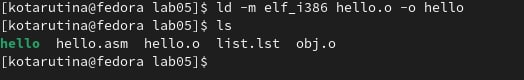 [kotarutina@fedora lab05]$ ld -m elf_i386 hello.o -o hello
[kotarutina@fedora lab05]$ ls
hello  hello.asm  hello.o  list.lst  obj.o
[kotarutina@fedora lab05]$